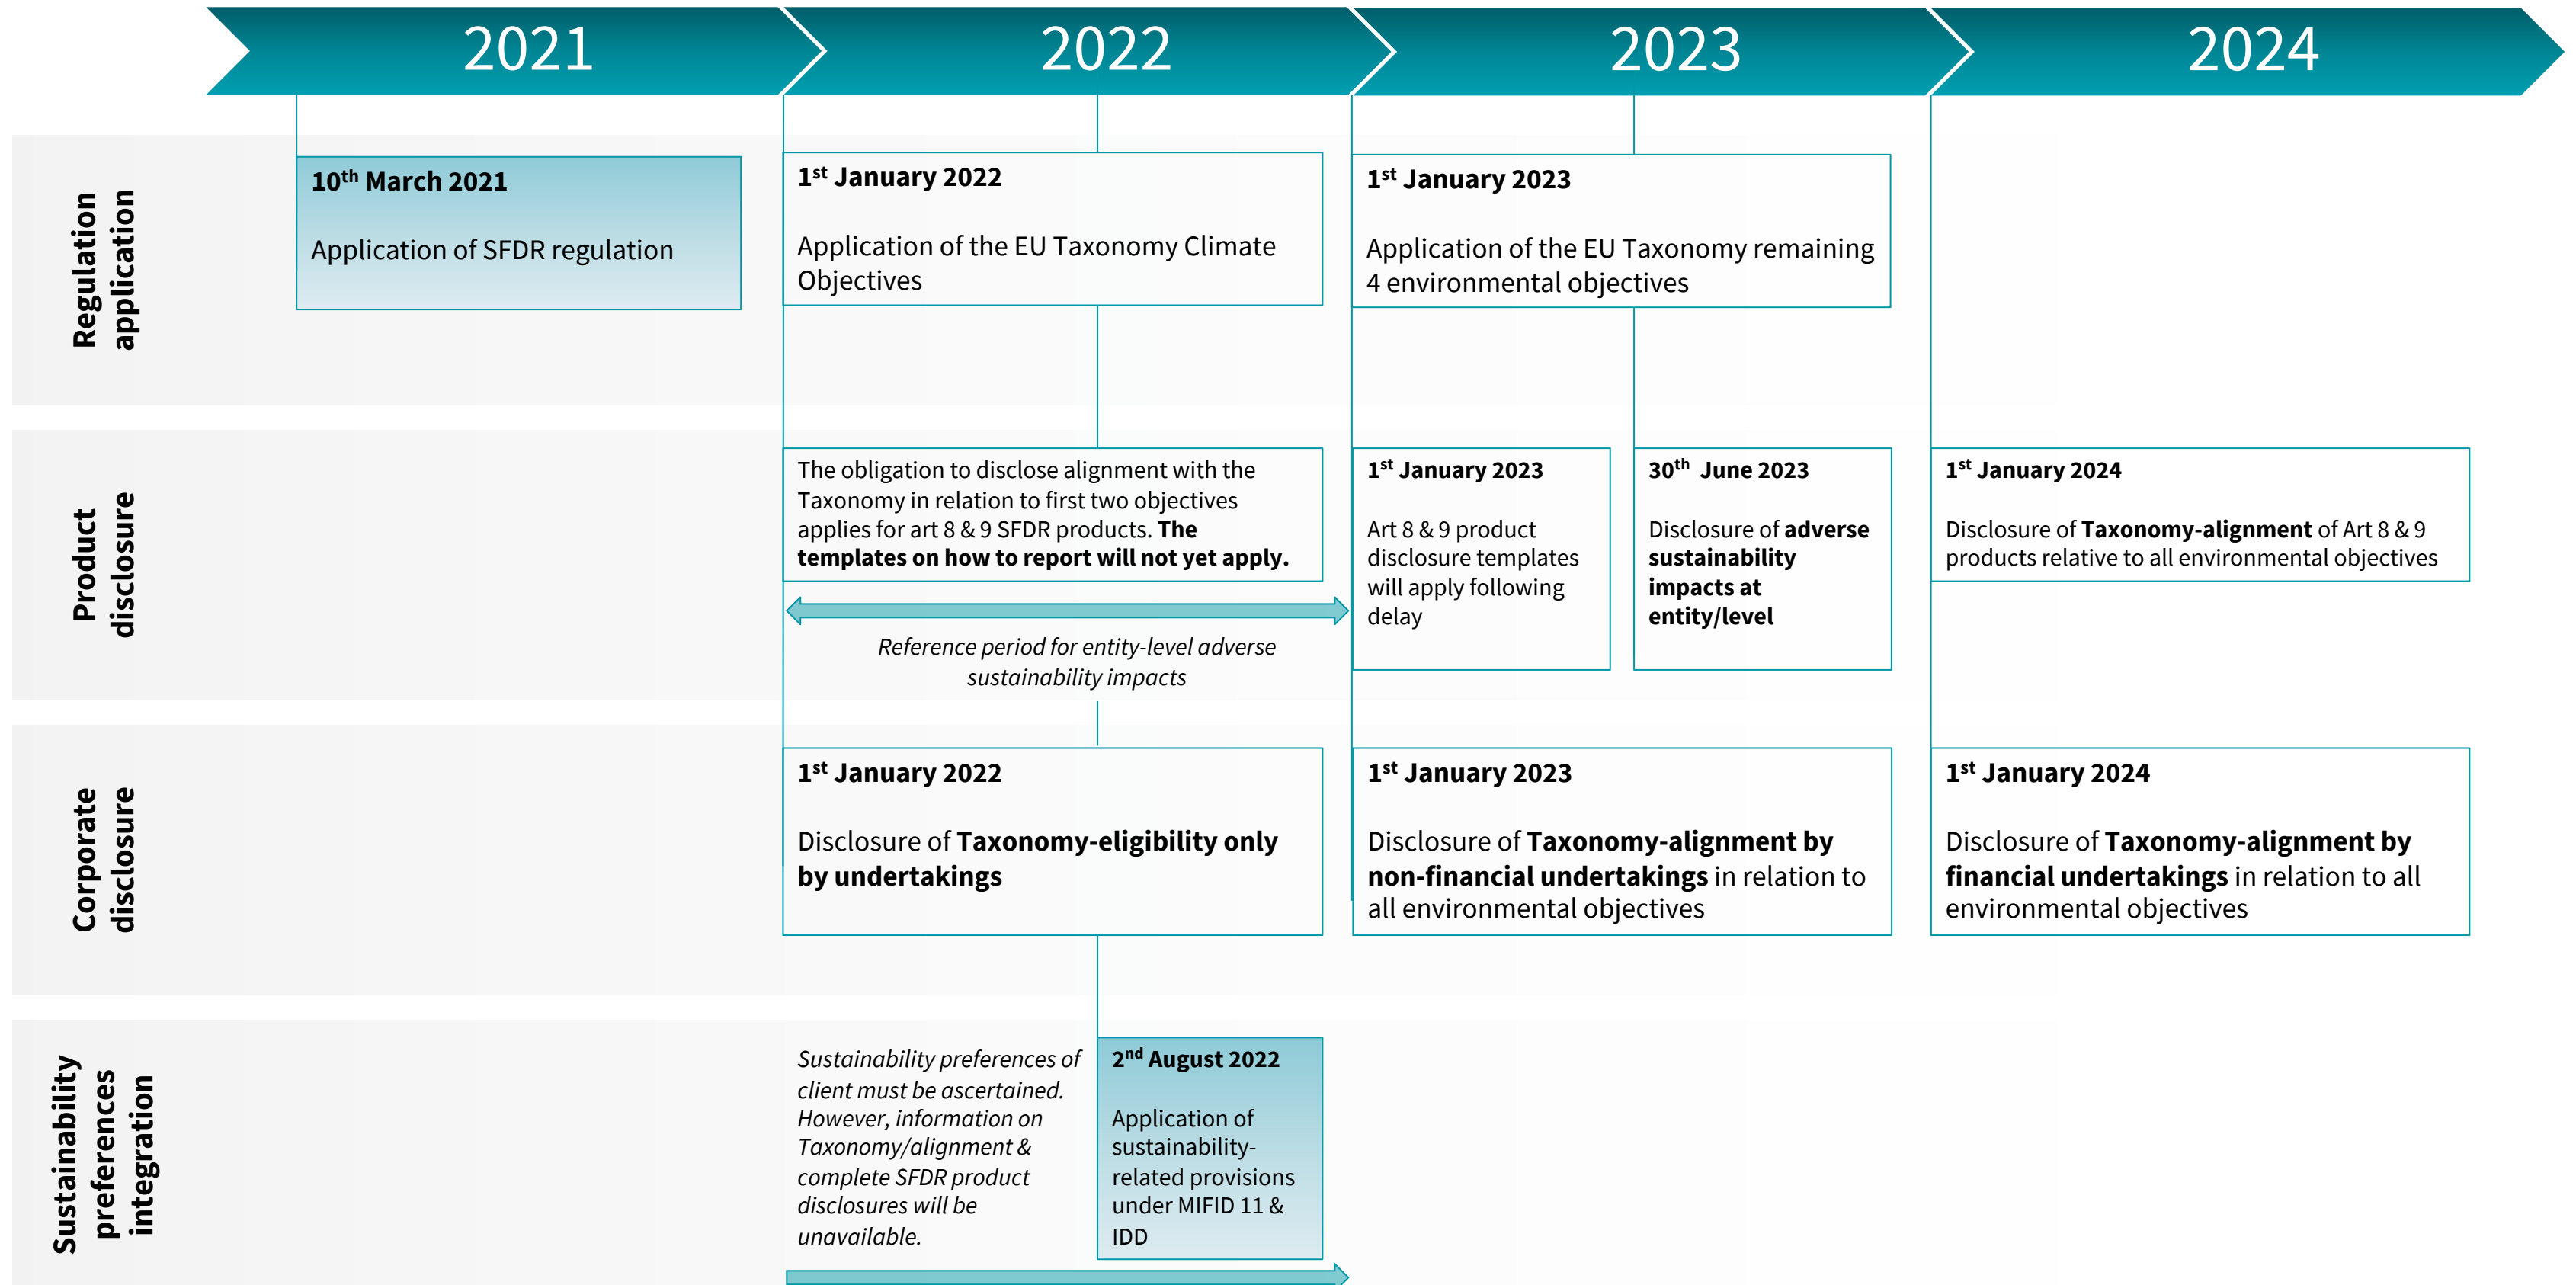 2021
2022
2023
2024
Regulation
application
10th March 2021
Application of SFDR regulation
1st January 2022
Application of the EU Taxonomy Climate
Objectives
1st January 2023
Application of the EU Taxonomy remaining
4 environmental objectives
Product
disclosure
The obligation to disclose alignment with the
Taxonomy in relation to first two objectives
applies for art 8 & 9 SFDR products. The
templates on how to report will not yet apply.
Reference period for entity-level adverse
sustainability impacts
1st January 2023
Art 8 & 9 product
disclosure templates
will apply following
delay
30th June 2023
Disclosure of adverse
sustainability
impacts at
entity/level
1st January 2024
Disclosure of Taxonomy-alignment of Art 8 & 9
products relative to all environmental objectives
Corporate
disclosure
1st January 2022
Disclosure of Taxonomy-eligibility only
by undertakings
1st January 2023
Disclosure of Taxonomy-alignment by
non-financial undertakings in relation to
all environmental objectives
1st January 2024
Disclosure of Taxonomy-alignment by
financial undertakings in relation to all
environmental objectives
Sustainability
preferences
integration
Sustainability preferences of
client must be ascertained.
However, information on
Taxonomy/alignment &
complete SFDR product
disclosures will be
unavailable.
2nd August 2022
Application of
sustainability-
related provisions
under MIFID 11 &
IDD